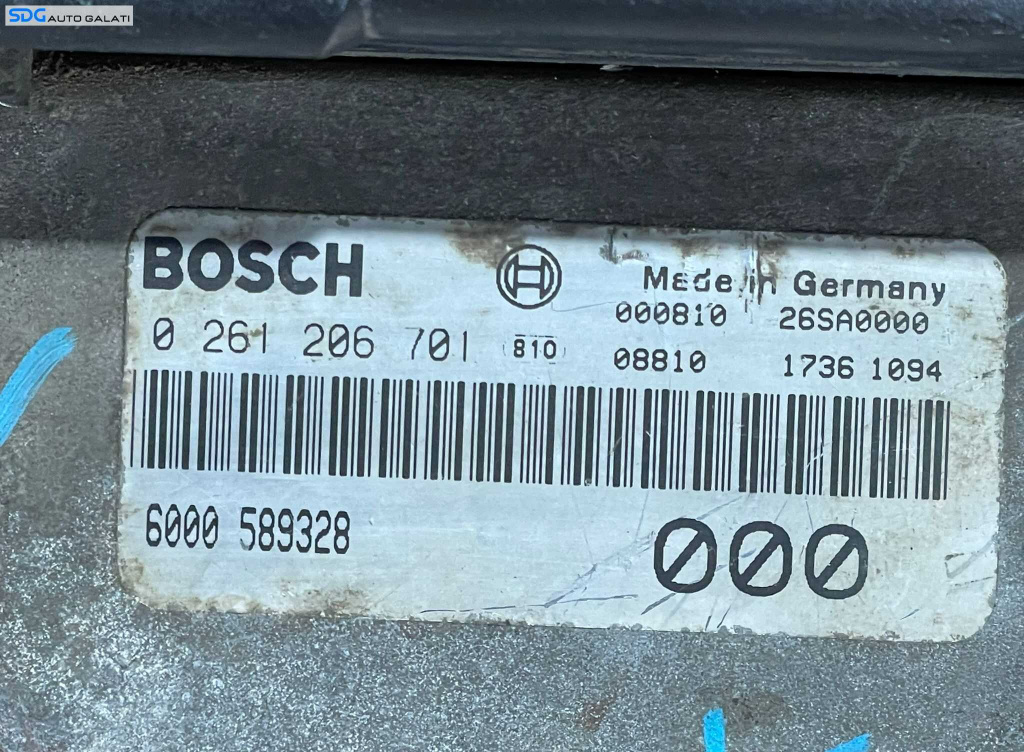 SDG AUTO GALATI
BOSCH
Made in Germany
000810 26SA0000
0 261 206 701 (810)
08810 1736 1094
6000 589328
000